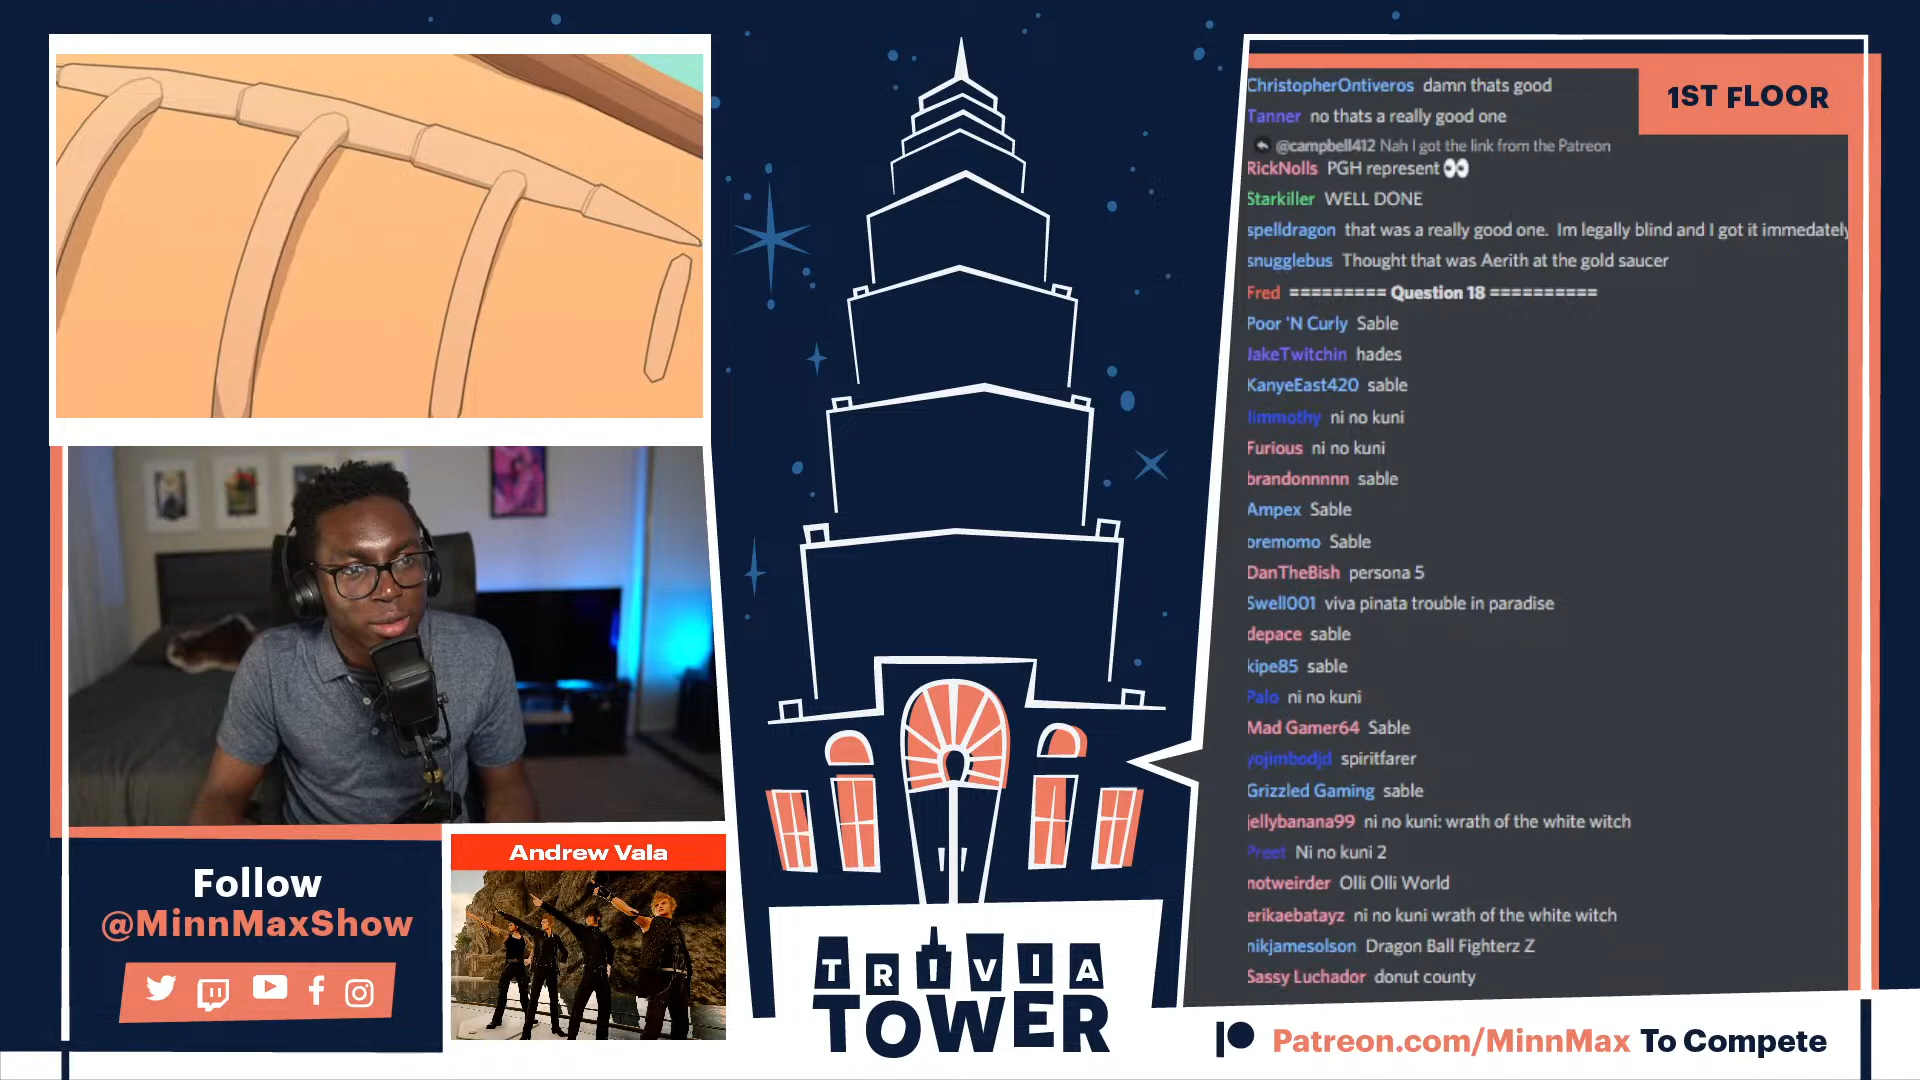 1ST FLOOR
ChristopherOntiveros damn thats good
Tanner no thats a really good one
@campbell412 Nah I got the link from the Patreon
RickNolls PGH represent 👀
Starkiller WELL DONE
spelldragon that was a really good one. Im legally blind and I got it immedately
snugglebus Thought that was Aerith at the gold saucer
Fred ========= Question 18 ==========
Poor 'N Curly Sable
JakeTwitchin hades
KanyeEast420 sable
limmothy ni no kuni
Furious ni no kuni
brandonnnnn sable
Ampex Sable
oremomo Sable
DanTheBish persona 5
Swell001 viva pinata trouble in paradise
depace sable
kipe85 sable
Palo ni no kuni
Mad Gamer64 Sable
yojimbodjd spiritfarer
Grizzled Gaming sable
jellybanana99 ni no kuni: wrath of the white witch
Preet Ni no kuni 2
notweirder Olli Olli World
erikaebatayz ni no kuni wrath of the white witch
nikjamesolson Dragon Ball Fighterz Z
Sassy Luchador donut county
Follow
@MinnMaxShow
Andrew Vala
TRIVIA
TOWER
Patreon.com/MinnMax To Compete